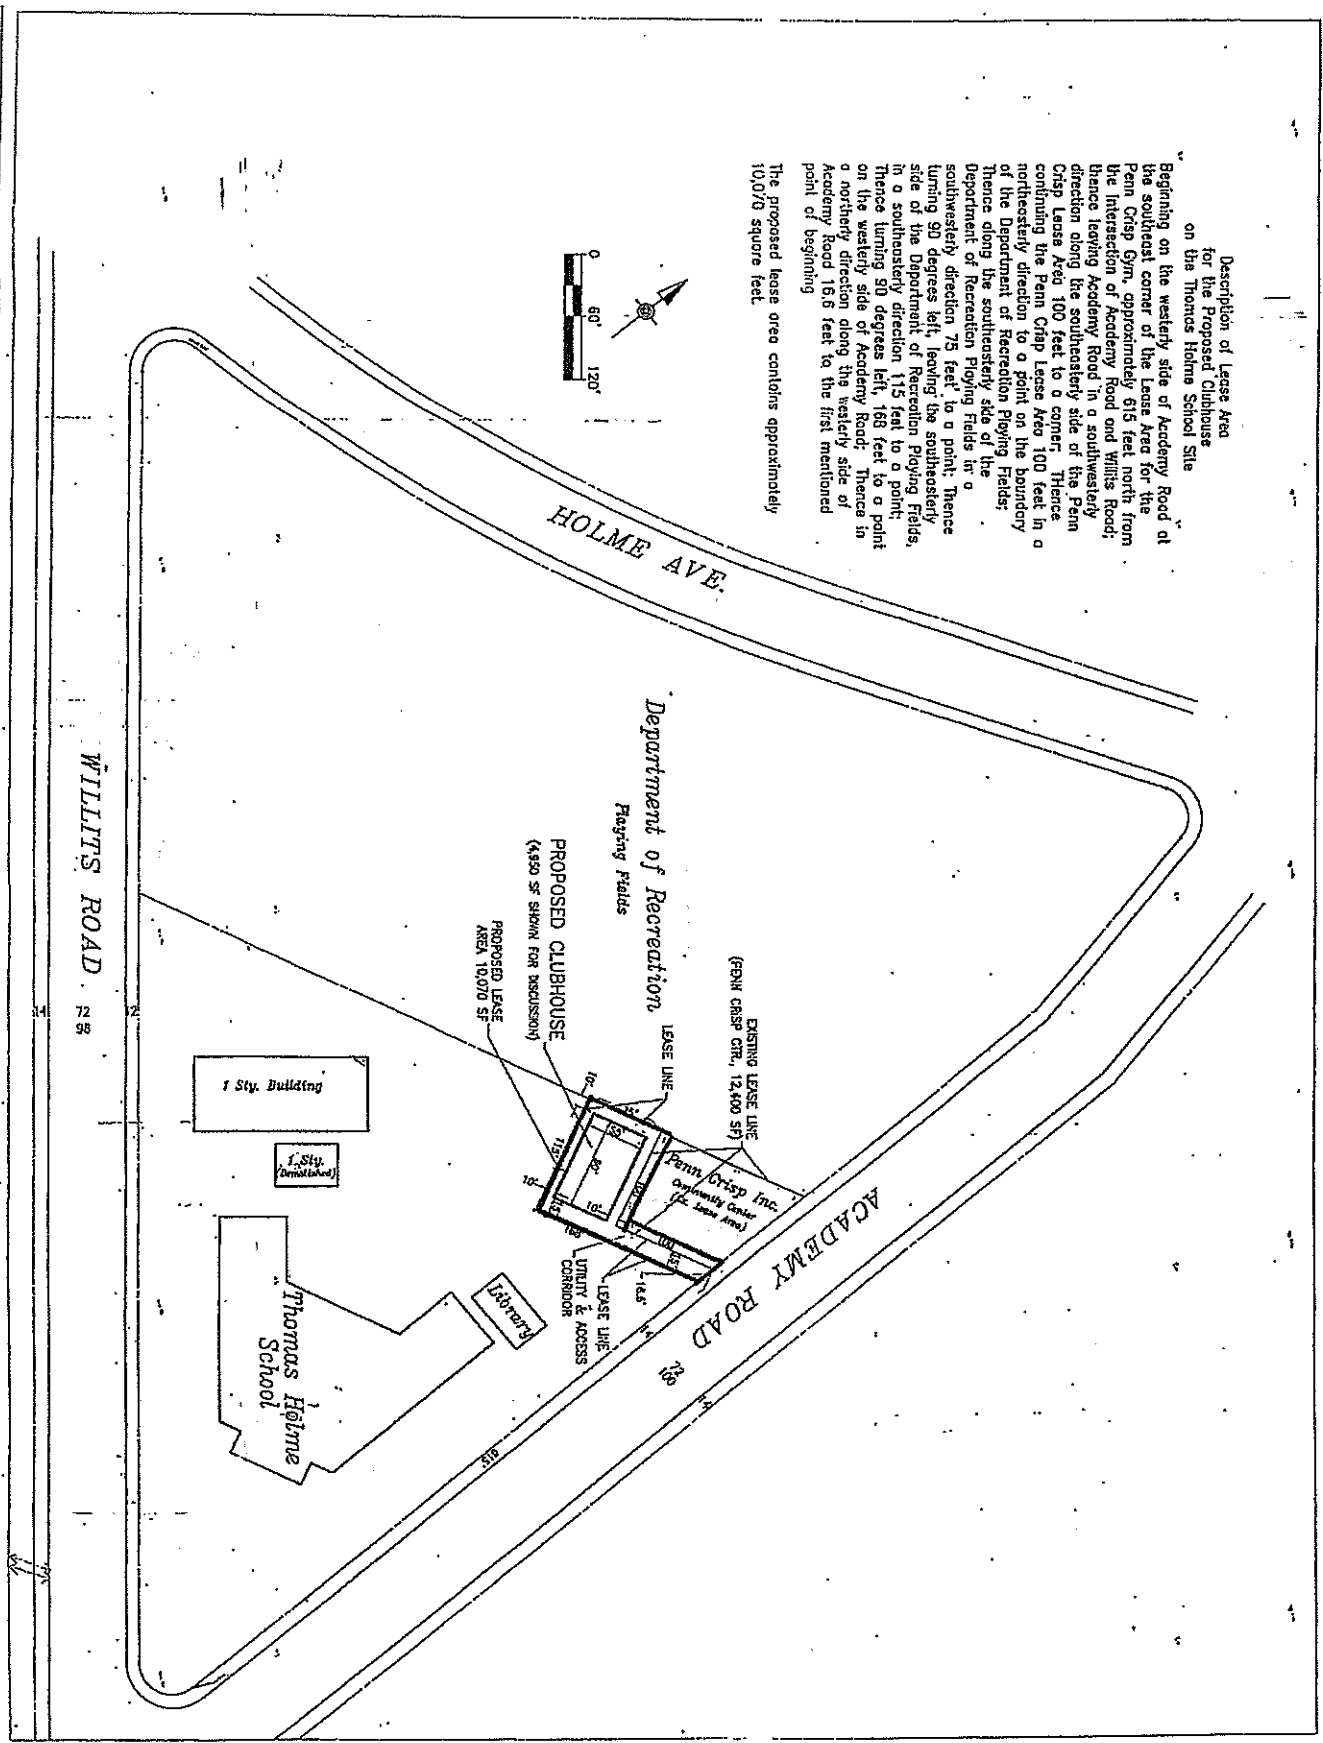 Description of Lease Area
for the Proposed Clubhouse
on the Thomas Holme School Site
Beginning on the westerly side of Academy Road at
the southeast corner of the Lease Area for the
Penn Crisp Gym, approximately 615 feet north from
the Intersection of Academy Road and Willits Road;
thence leaving Academy Road in a southwesterly
direction along the southeasterly side of the Penn
Crisp Lease Area 100 feet to a corner; THence
continuing the Penn Crisp Lease Area 100 feet in a
northeasterly direction to a point on the boundary
of the Department of Recreation Playing Fields;
Thence along the southeasterly side of the
Department of Recreation Playing Fields in a
southwesterly direction 75 feet to a point; Thence
turning 90 degrees left, leaving the southeasterly
side of the Department of Recreation Playing Fields,
in a southeasterly direction 115 feet to a point;
Thence turning 90 degrees left, 168 feet to a point
on the westerly side of Academy Road; Thence in
a northerly direction along the westerly side of
Academy Road 16.6 feet to the first mentioned
point of beginning
The proposed lease area contains approximately
10,070 square feet.
0 60' 120'
HOLME AVE.
Department of Recreation
Playing Fields
EXISTING LEASE LINE
(PENN CRISP CTR., 12,400 SF)
LEASE LINE
PROPOSED CLUBHOUSE
(4,950 SF SHOWN FOR DISCUSSION)
PROPOSED LEASE
AREA 10,070 SF
Penn Crisp Inc.
Community Center
(Ex. Lease Area)
10'
115'
10'
10'
16.6'
LEASE LINE
UTILITY & ACCESS
CORRIDOR
ACADEMY ROAD
14
72
100
14
615'
WILLITS ROAD
12
72
98
14
1 Sty. Building
1 Sty.
(Demolished)
Library
Thomas Holme
School